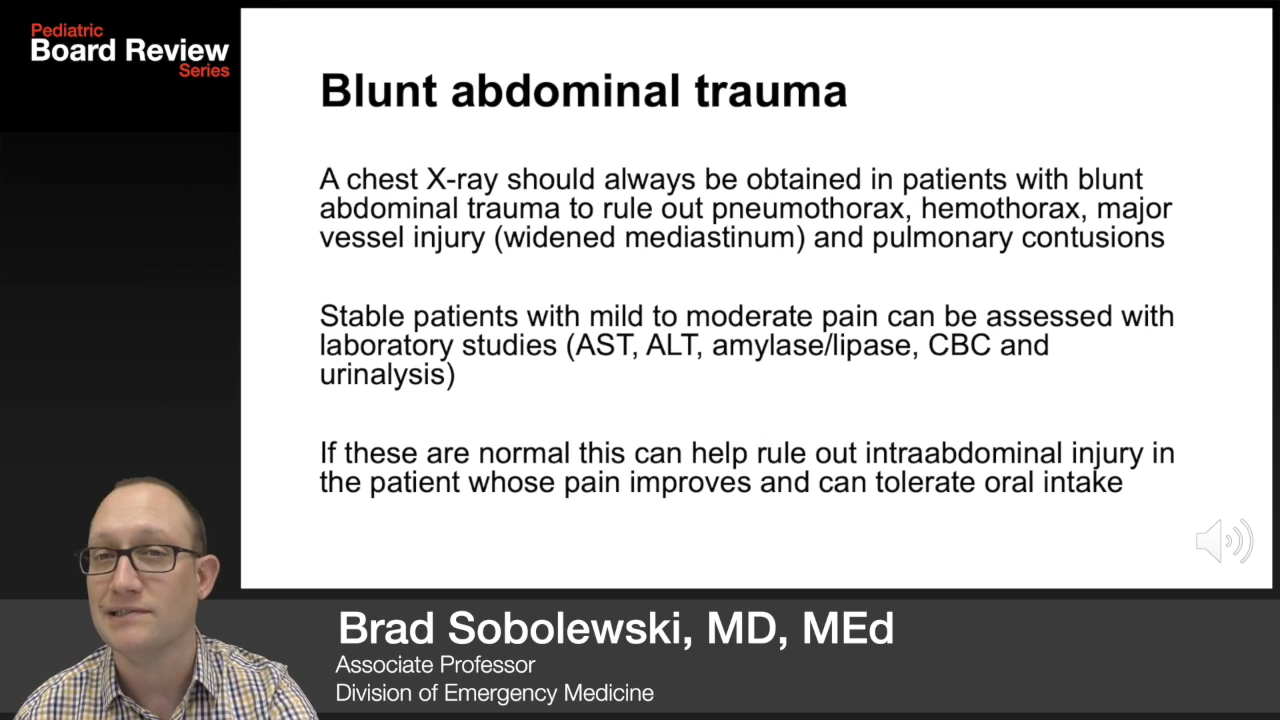 Pediatric
Board Review
Series
Blunt abdominal trauma
A chest X-ray should always be obtained in patients with blunt
abdominal trauma to rule out pneumothorax, hemothorax, major
vessel injury (widened mediastinum) and pulmonary contusions
Stable patients with mild to moderate pain can be assessed with
laboratory studies (AST, ALT, amylase/lipase, CBC and
urinalysis)
If these are normal this can help rule out intraabdominal injury in
the patient whose pain improves and can tolerate oral intake
Brad Sobolewski, MD, MEd
Associate Professor
Division of Emergency Medicine